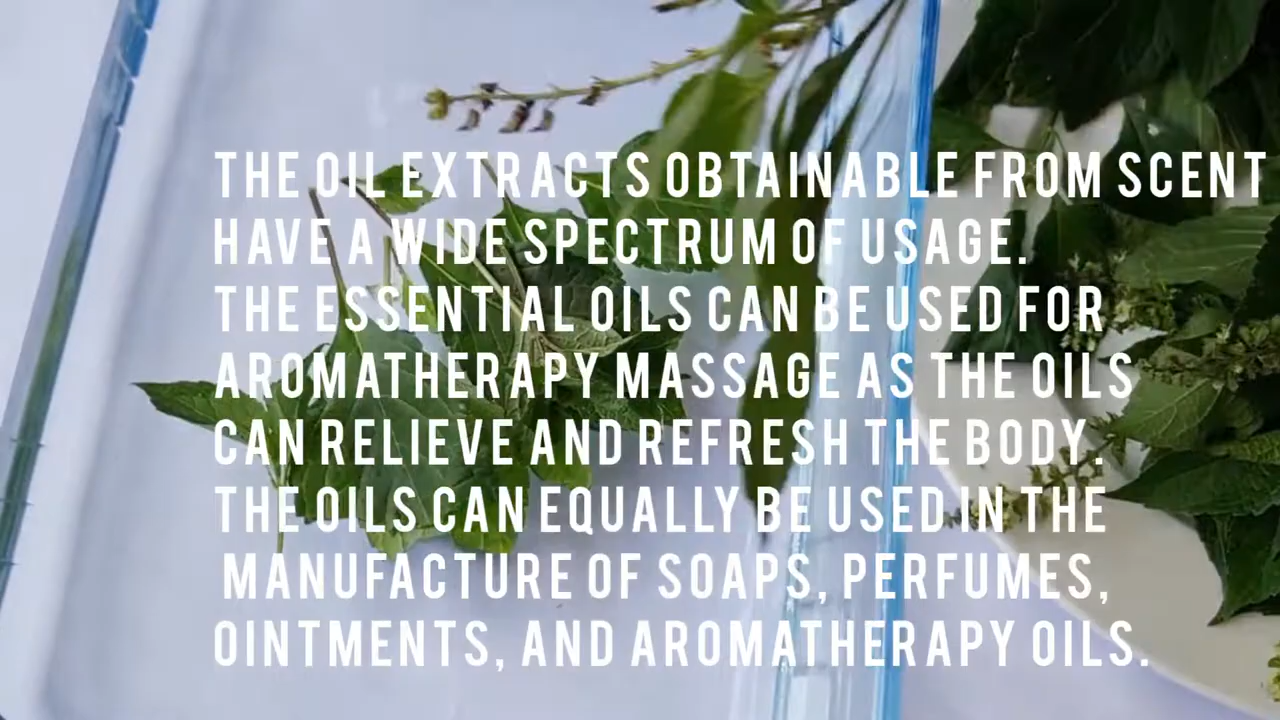 THE OIL EXTRACTS OBTAINABLE FROM SCENT
HAVE A WIDE SPECTRUM OF USAGE.
THE ESSENTIAL OILS CAN BE USED FOR
AROMATHERAPY MASSAGE AS THE OILS
CAN RELIEVE AND REFRESH THE BODY.
THE OILS CAN EQUALLY BE USED IN THE
MANUFACTURE OF SOAPS, PERFUMES,
OINTMENTS, AND AROMATHERAPY OILS.